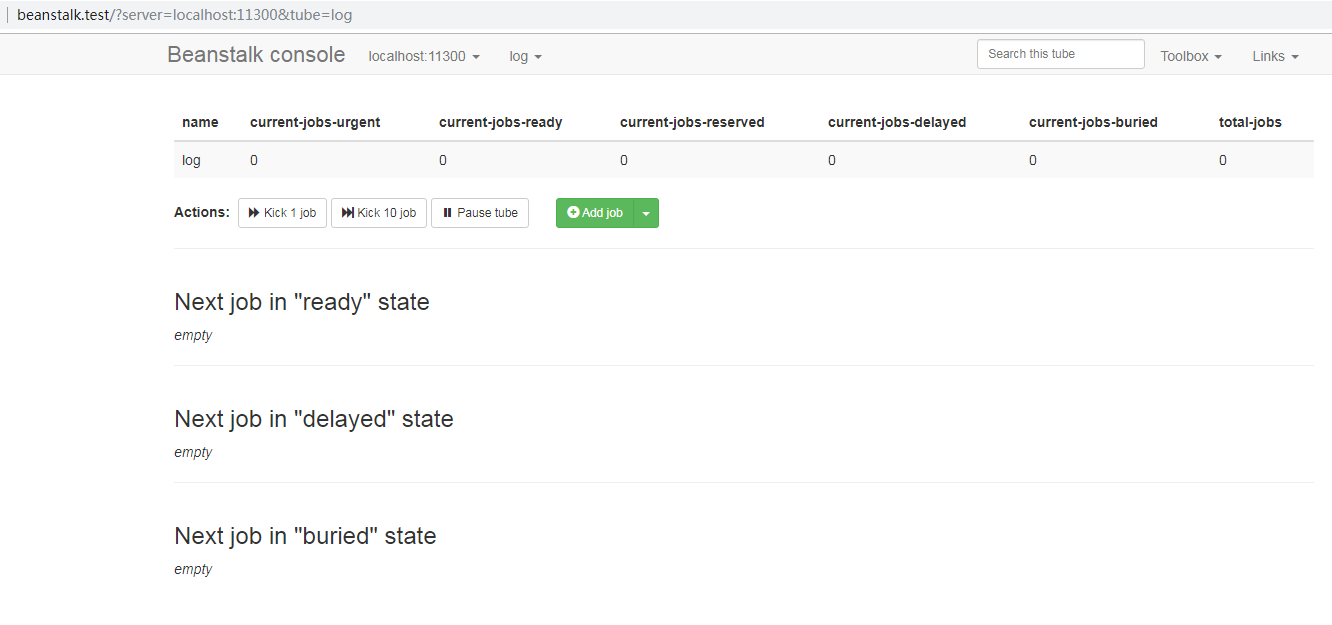 beanstalk.test/?server=localhost:11300&tube=log
Beanstalk console localhost:11300 log Search this tube Toolbox Links
name current-jobs-urgent current-jobs-ready current-jobs-reserved current-jobs-delayed current-jobs-buried total-jobs
log 0 0 0 0 0 0
Actions: Kick 1 job Kick 10 job Pause tube Add job
Next job in "ready" state
empty
Next job in "delayed" state
empty
Next job in "buried" state
empty